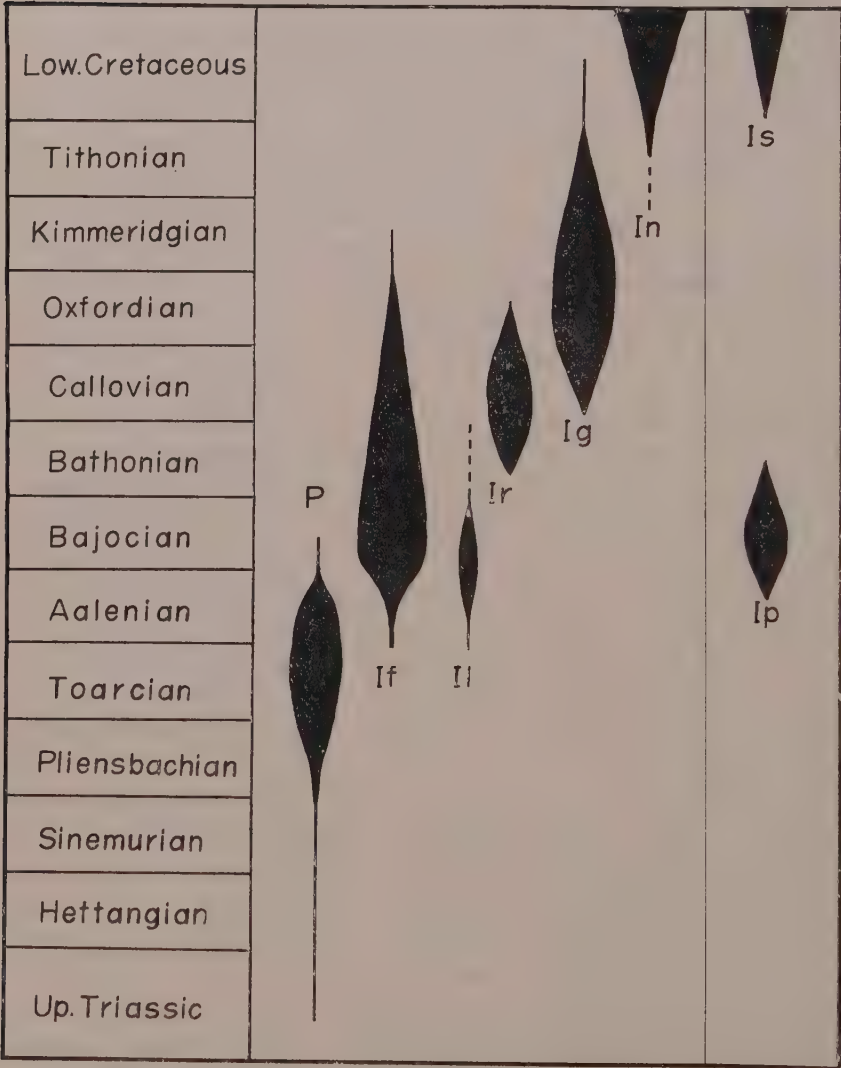 Low.Cretaceous
Is
Tithonian
In
Kimmeridgian
Oxfordian
Callovian
Ig
Bathonian
Ir
P
Bajocian
Aalenian
Ip
If
Il
Toarcian
Pliensbachian
Sinemurian
Hettangian
Up.Triassic